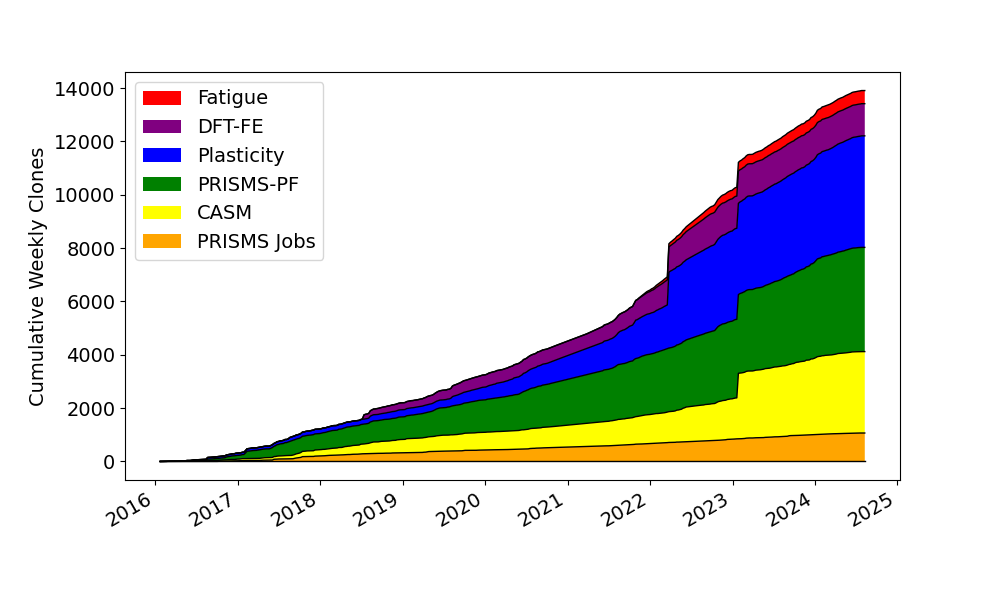 Cumulative Weekly Clones
14000
12000
10000
8000
6000
4000
2000
0
Fatigue
DFT-FE
Plasticity
PRISMS-PF
CASM
PRISMS Jobs
2016
2017
2018
2019
2020
2021
2022
2023
2024
2025